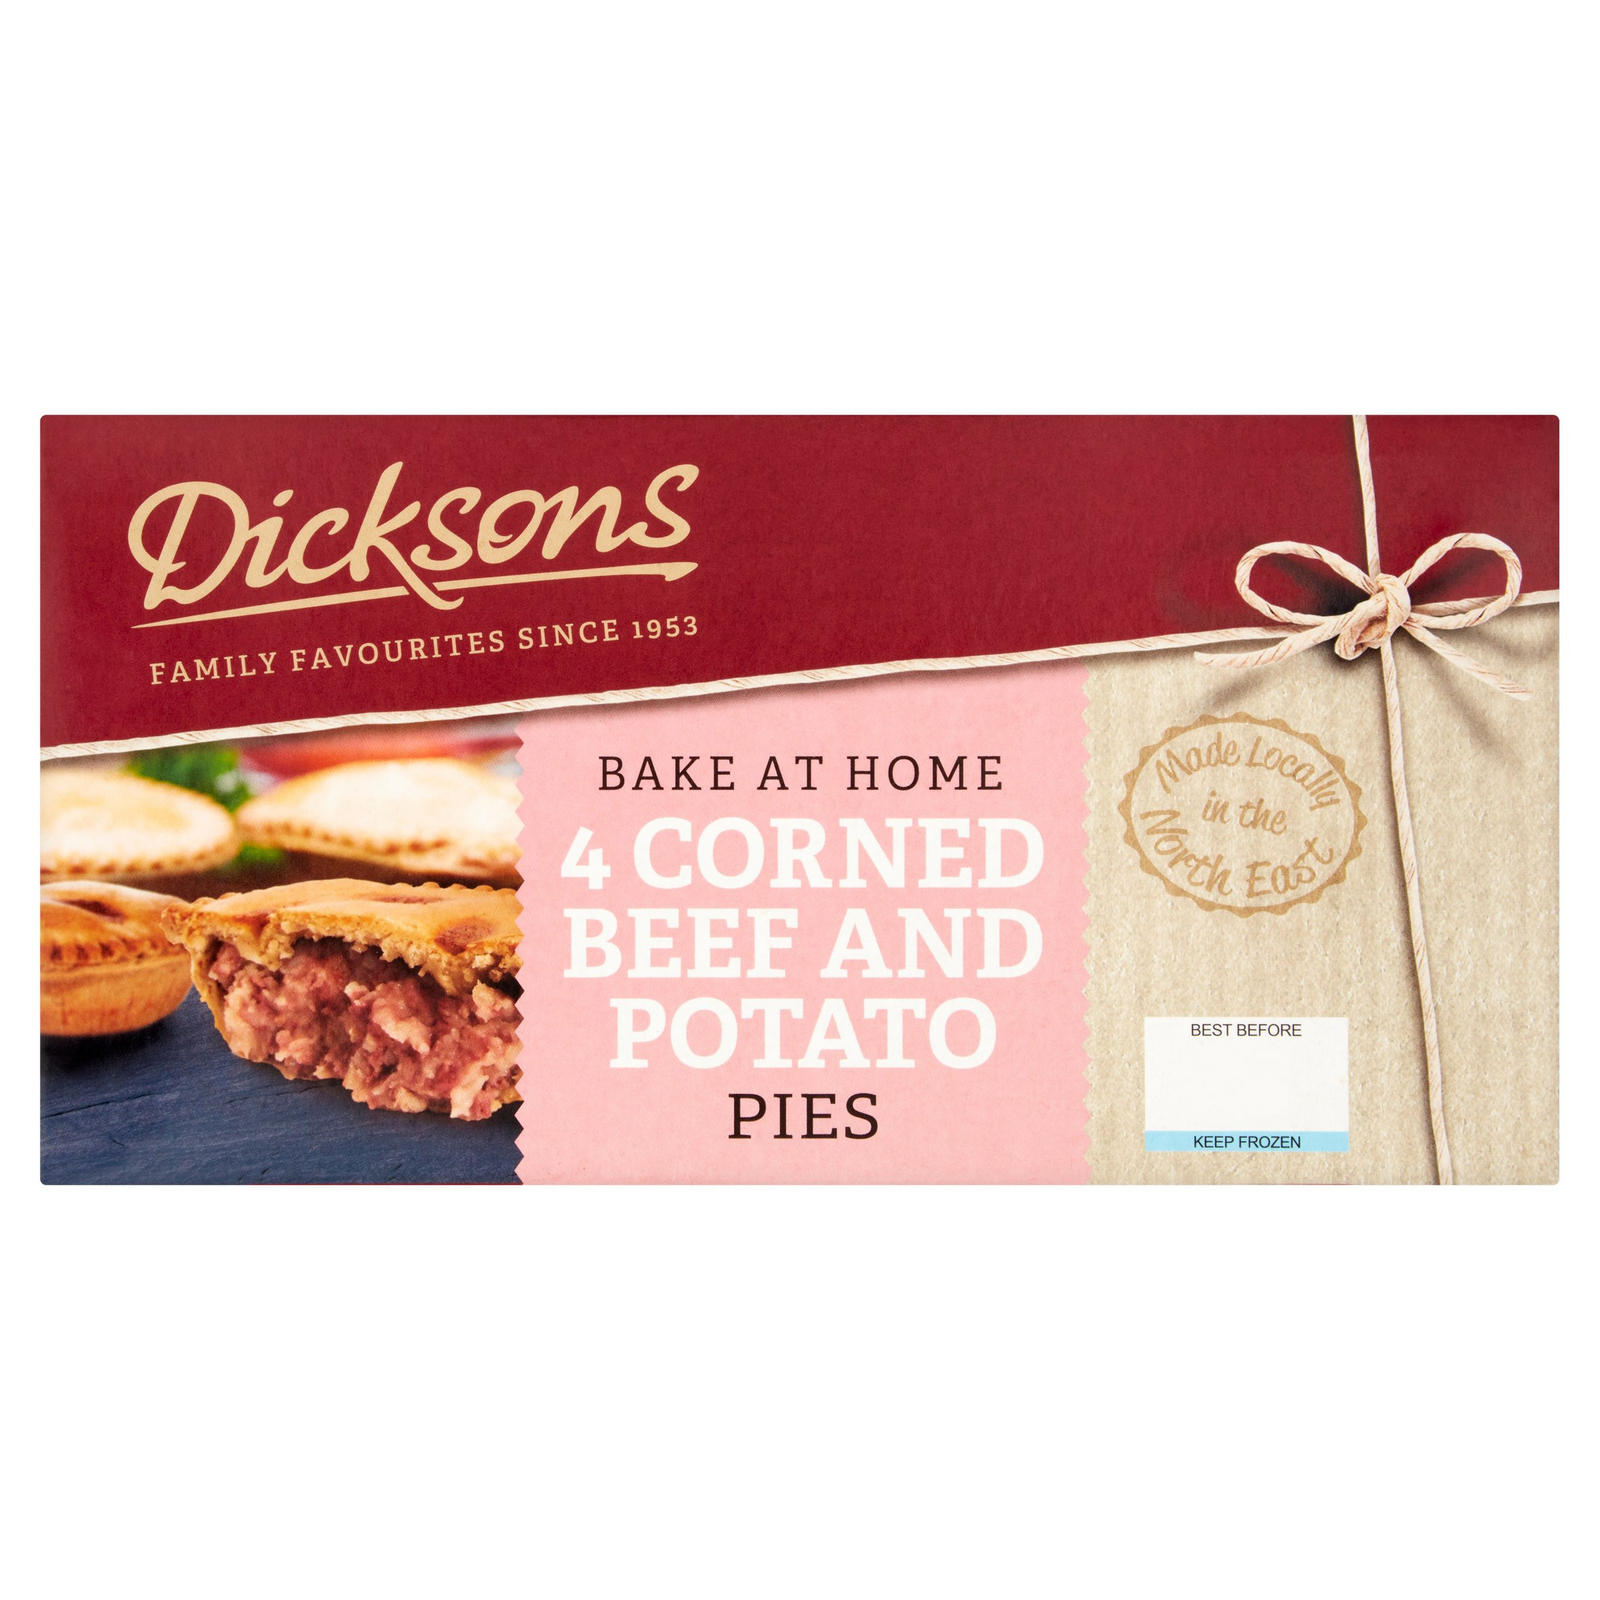 Dicksons
FAMILY FAVOURITES SINCE 1953
BAKE AT HOME
4 CORNED
BEEF AND
POTATO
PIES
Made Locally
in the
North East
BEST BEFORE
KEEP FROZEN